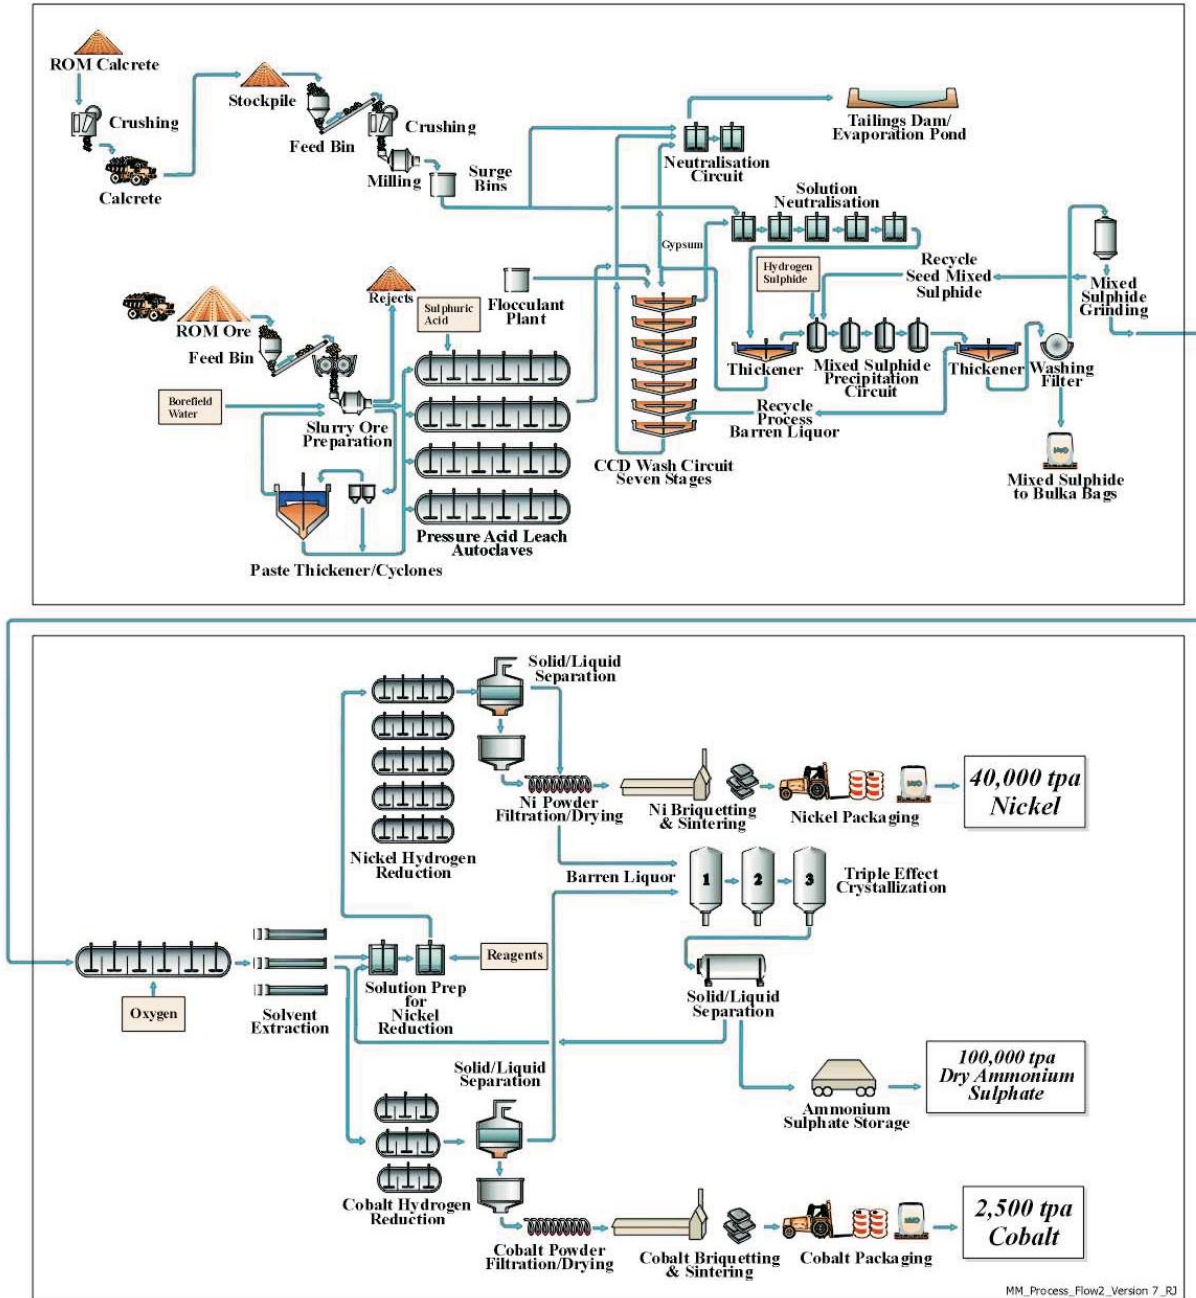 ROM Calcrete
Crushing
Calcrete
Stockpile
Feed Bin
Crushing
Milling
Surge
Bins
Neutralisation
Circuit
Tailings Dam/
Evaporation Pond
Solution
Neutralisation
Gypsum
Hydrogen
Sulphide
Recycle
Seed Mixed
Sulphide
Mixed
Sulphide
Grinding
ROM Ore
Feed Bin
Rejects
Sulphuric
Acid
Flocculant
Plant
Borefield
Water
Slurry Ore
Preparation
Thickener
Mixed Sulphide
Precipitation
Circuit
Thickener
Washing
Filter
Recycle
Process
Barren Liquor
CCD Wash Circuit
Seven Stages
Mixed Sulphide
to Bulka Bags
Pressure Acid Leach
Autoclaves
Paste Thickener/Cyclones
Solid/Liquid
Separation
Nickel Hydrogen
Reduction
Ni Powder
Filtration/Drying
Ni Briquetting
& Sintering
Nickel Packaging
40,000 tpa
Nickel
Barren Liquor
1
2
3
Triple Effect
Crystallization
Oxygen
Solvent
Extraction
Solution Prep
for
Nickel
Reduction
Reagents
Solid/Liquid
Separation
Solid/Liquid
Separation
Ammonium
Sulphate Storage
100,000 tpa
Dry Ammonium
Sulphate
Cobalt Hydrogen
Reduction
Cobalt Powder
Filtration/Drying
Cobalt Briquetting
& Sintering
Cobalt Packaging
2,500 tpa
Cobalt
MM_Process_Flow2_Version 7_RJ